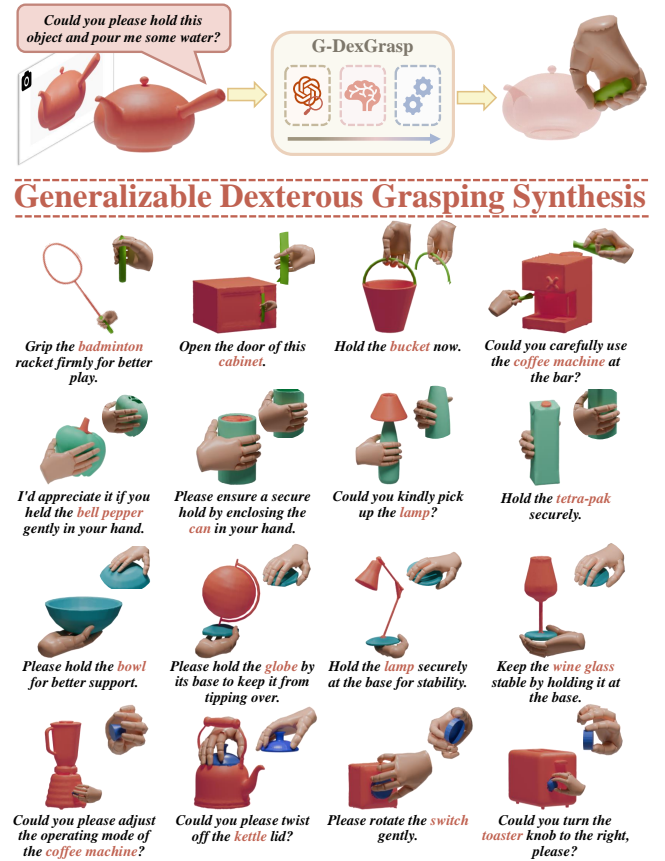 Could you please hold this
object and pour me some water?
G-DexGrasp
Generalizable Dexterous Grasping Synthesis
Grip the badminton
racket firmly for better
play.
Open the door of this
cabinet.
Hold the bucket now.
Could you carefully use
the coffee machine at
the bar?
I'd appreciate it if you
held the bell pepper
gently in your hand.
Please ensure a secure
hold by enclosing the
can in your hand.
Could you kindly pick
up the lamp?
Hold the tetra-pak
securely.
Please hold the bowl
for better support.
Please hold the globe by
its base to keep it from
tipping over.
Hold the lamp securely
at the base for stability.
Keep the wine glass
stable by holding it at
the base.
Could you please adjust
the operating mode of
the coffee machine?
Could you please twist
off the kettle lid?
Please rotate the switch
gently.
Could you turn the
toaster knob to the right,
please?